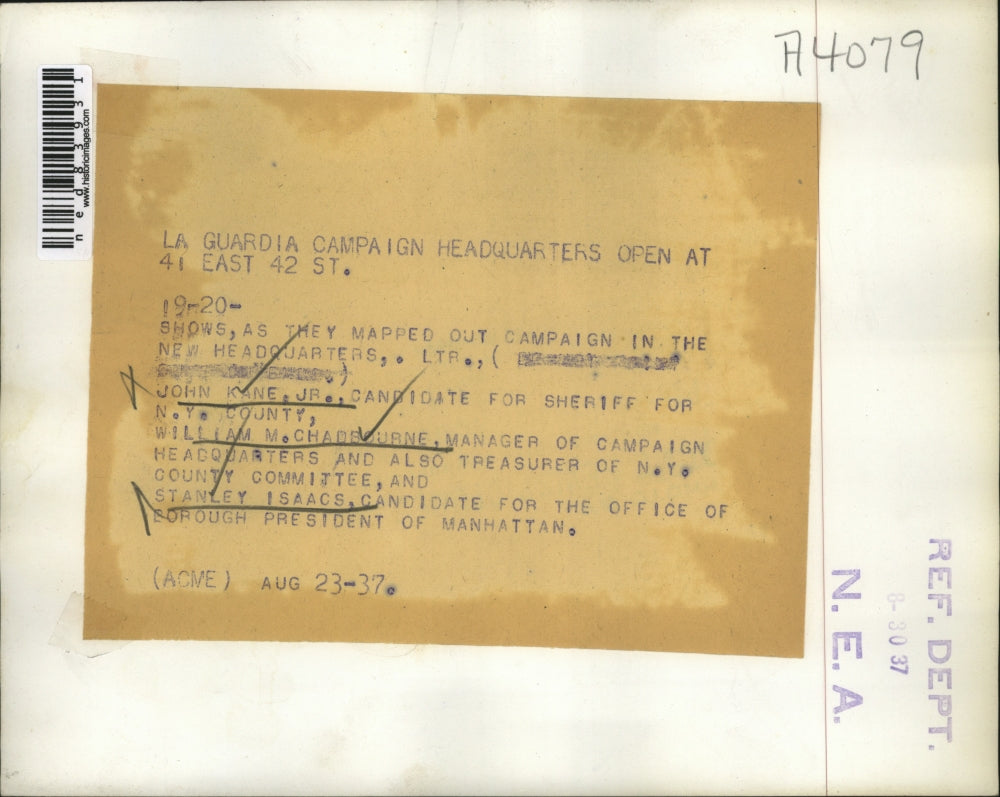 A4079
ned83931
www.historicimages.com
LA GUARDIA CAMPAIGN HEADQUARTERS OPEN AT
41 EAST 42 ST.
19-20-
SHOWS, AS THEY MAPPED OUT CAMPAIGN IN THE
NEW HEADQUARTERS,. LTR.,(
)
JOHN KANE, JR., CANDIDATE FOR SHERIFF FOR
N.Y. COUNTY,
WILLIAM M.CHADBOURNE, MANAGER OF CAMPAIGN
HEADQUARTERS AND ALSO TREASURER OF N.Y.
COUNTY COMMITTEE, AND
STANLEY ISAACS, CANDIDATE FOR THE OFFICE OF
BOROUGH PRESIDENT OF MANHATTAN.
(ACME) AUG 23-37.
REF. DEPT.
8-30 37
N. E. A.